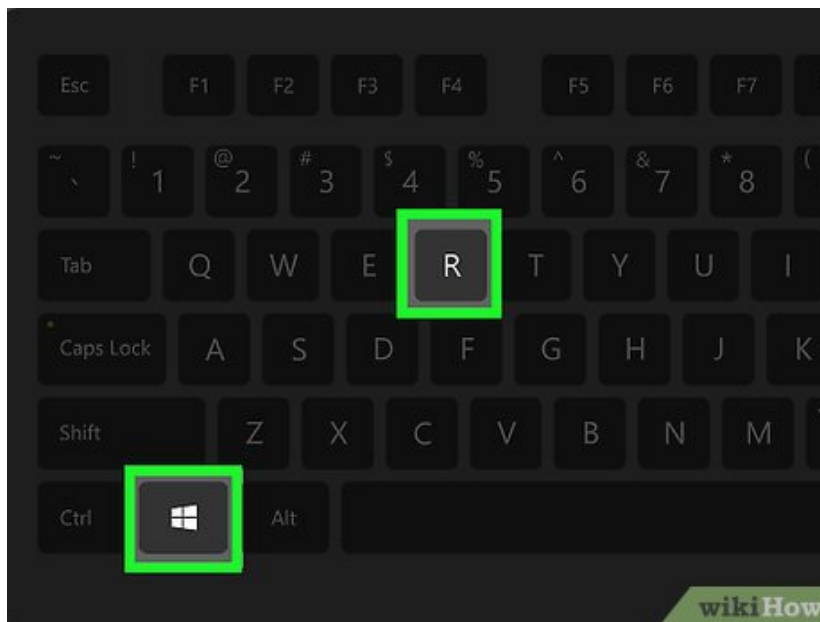 Esc F1 F2 F3 F4 F5 F6 F7
~ ` ! 1 @ 2 # 3 $ 4 % 5 ^ 6 & 7 * 8 (
Tab Q W E R T Y U I
Caps Lock A S D F G H J K
Shift Z X C V B N M
Ctrl Alt
wikiHow